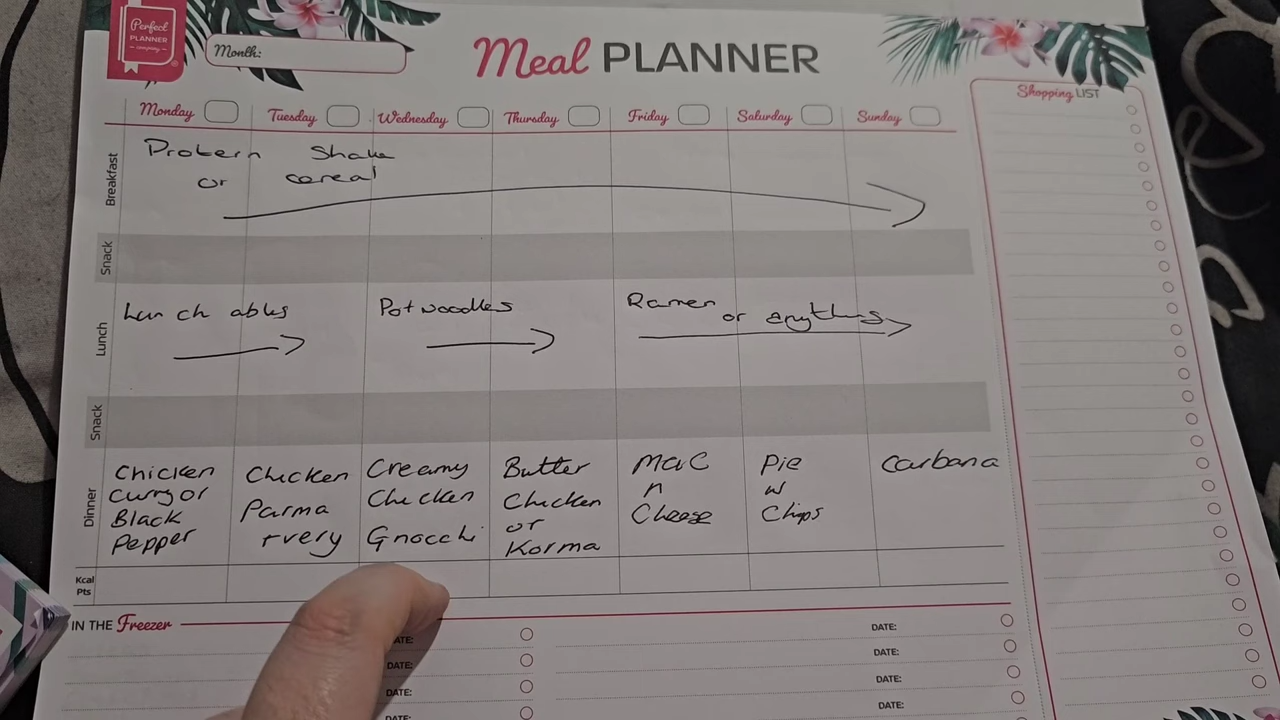 Perfect
PLANNER
company
Month:
Meal PLANNER
Shopping LIST
Monday Tuesday Wednesday Thursday Friday Saturday Sunday
Breakfast
Protein Shake
or cereal
Snack
Lunch
Lunch ables
Pot noodles
Ramen
or anything
Snack
Dinner
Chicken
curry or
Black
Pepper
Chicken
Parma
+ very
Creamy
Chicken
Gnocchi
Butter
Chicken
or
Korma
Mac
n
Cheese
Pie
w
Chips
Carbana
Kcal
Pts
IN THE Freezer
DATE:
DATE:
DATE:
DATE:
DATE:
DATE:
DATE: